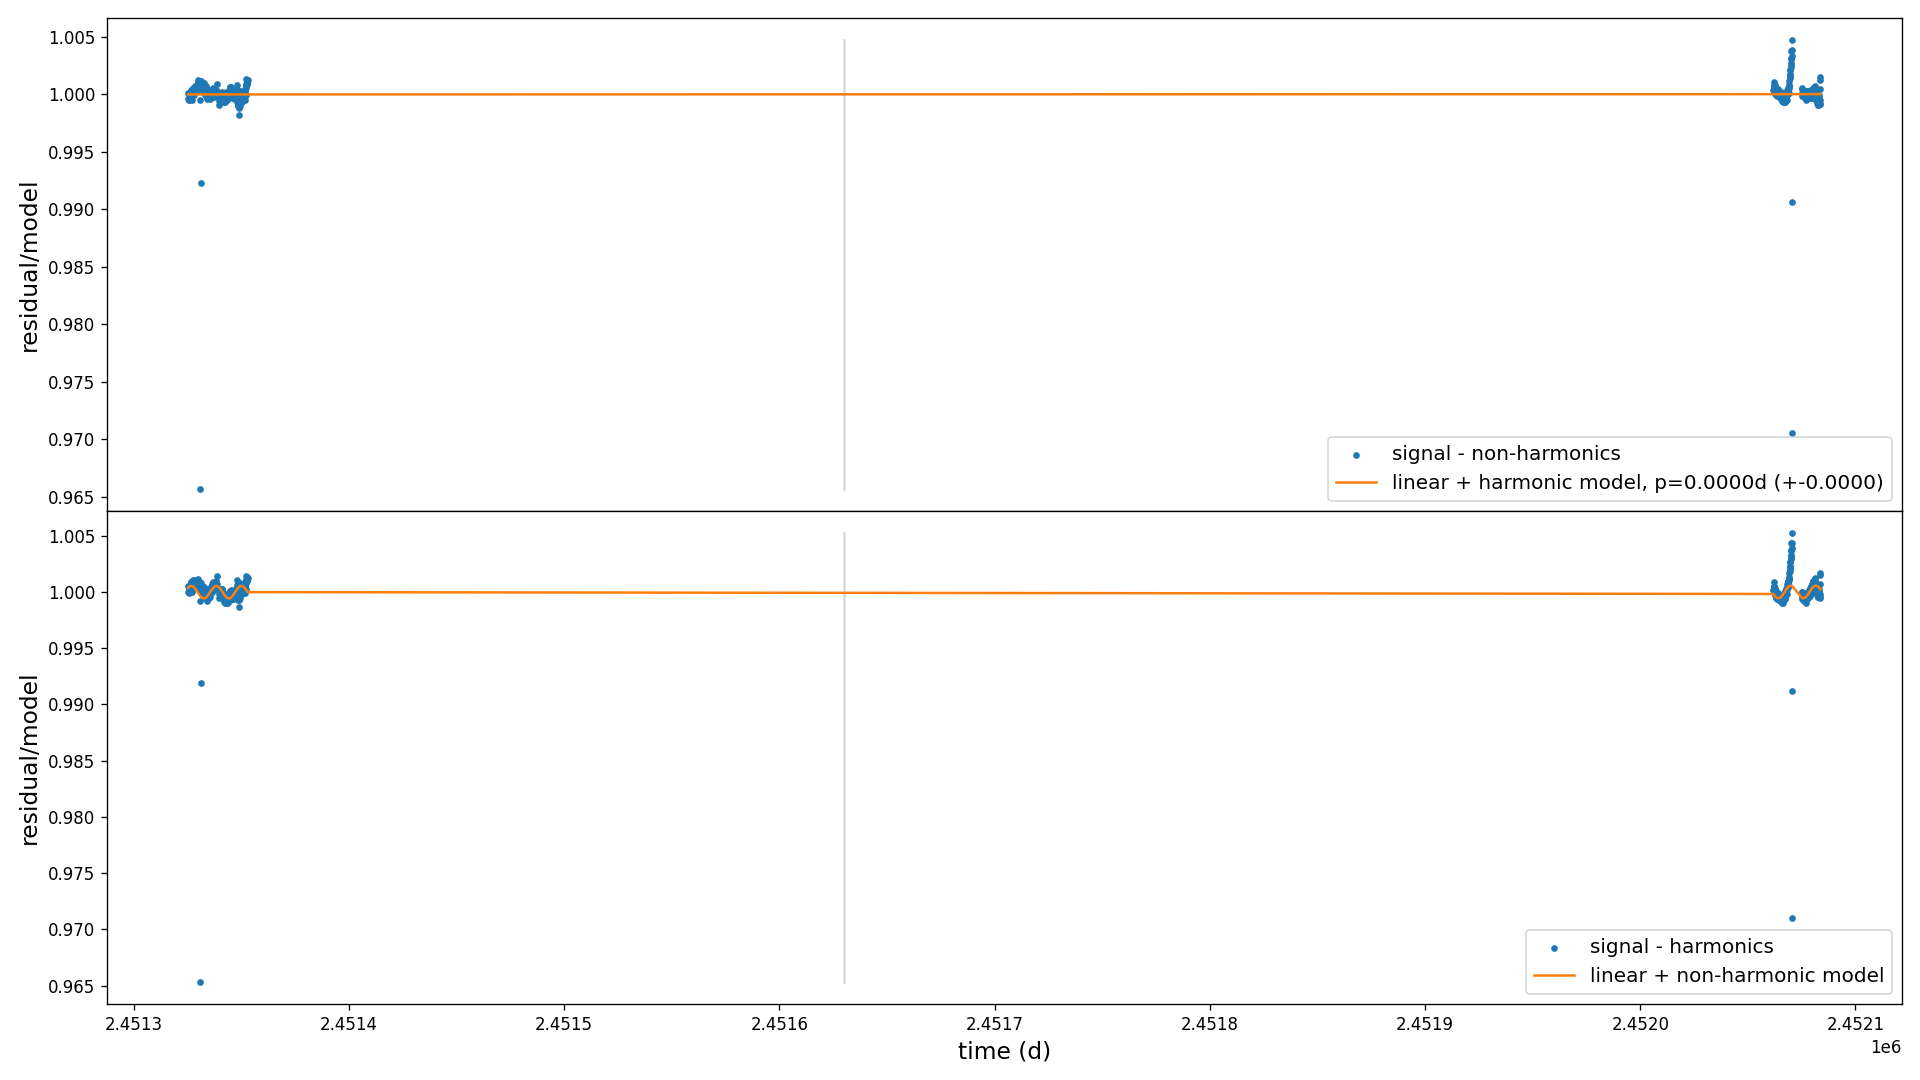 1.005
1.000
0.995
0.990
0.985
0.980
0.975
0.970
0.965
residual/model
signal - non-harmonics
linear + harmonic model, p=0.0000d (+-0.0000)
1.005
1.000
0.995
0.990
0.985
0.980
0.975
0.970
0.965
residual/model
signal - harmonics
linear + non-harmonic model
2.4513 2.4514 2.4515 2.4516 2.4517 2.4518 2.4519 2.4520 2.4521
1e6
time (d)